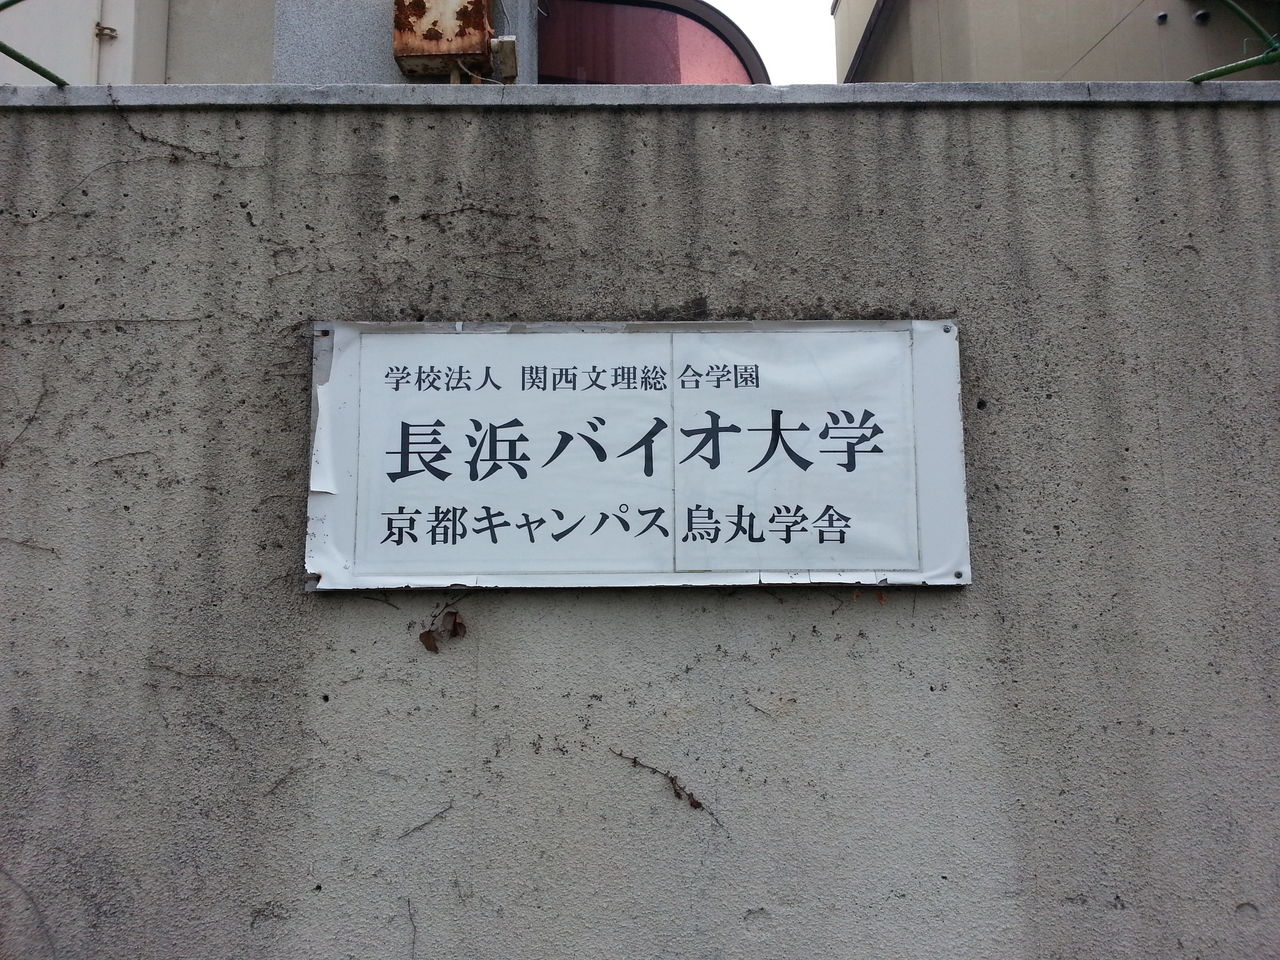 学校法人 関西文理総合学園
長浜バイオ大学
京都キャンパス烏丸学舎